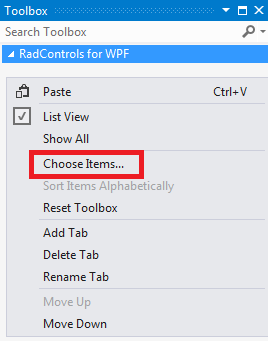 Toolbox
Search Toolbox
RadControls for WPF
Paste Ctrl+V
List View
Show All
Choose Items...
Sort Items Alphabetically
Reset Toolbox
Add Tab
Delete Tab
Rename Tab
Move Up
Move Down